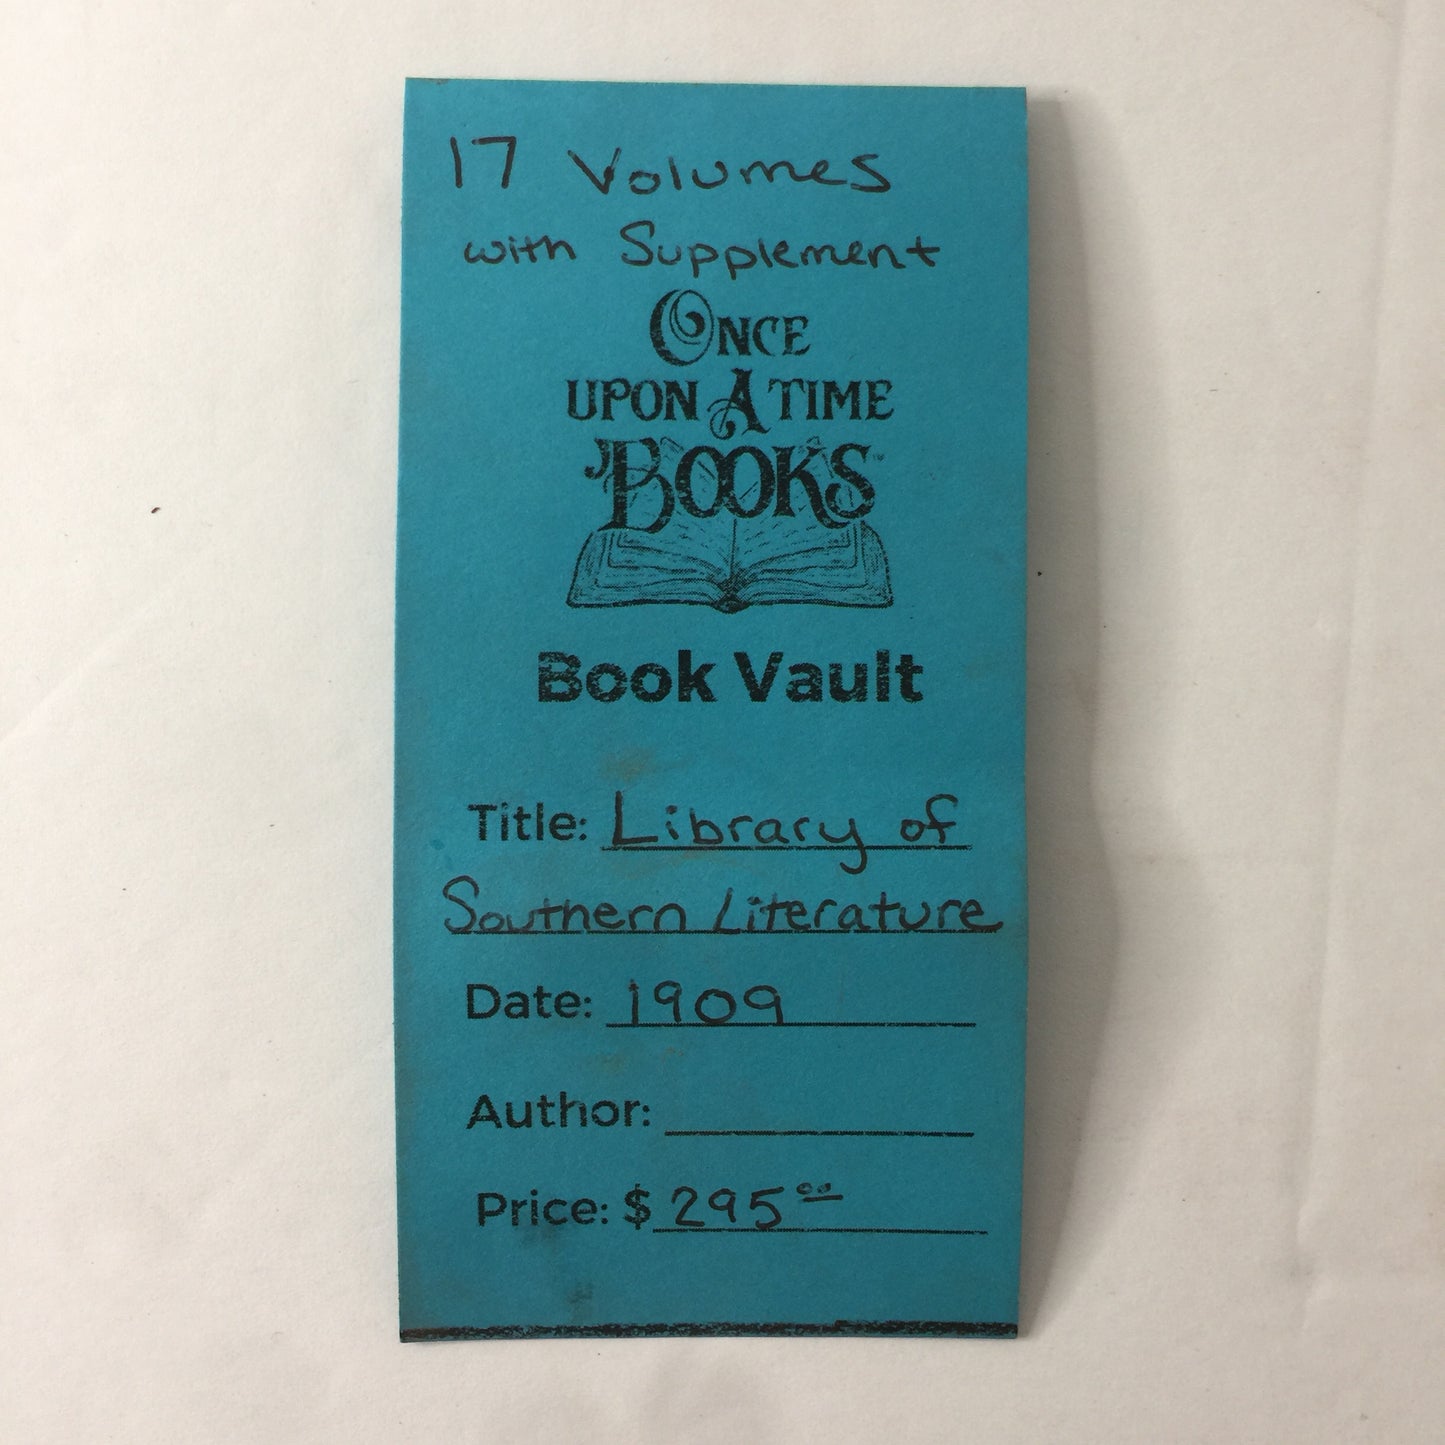 17 Volumes
with Supplement
ONCE
UPON A TIME
BOOKS
Book Vault
Title: Library of
Southern Literature
Date: 1909
Author:
Price: $ 295.00